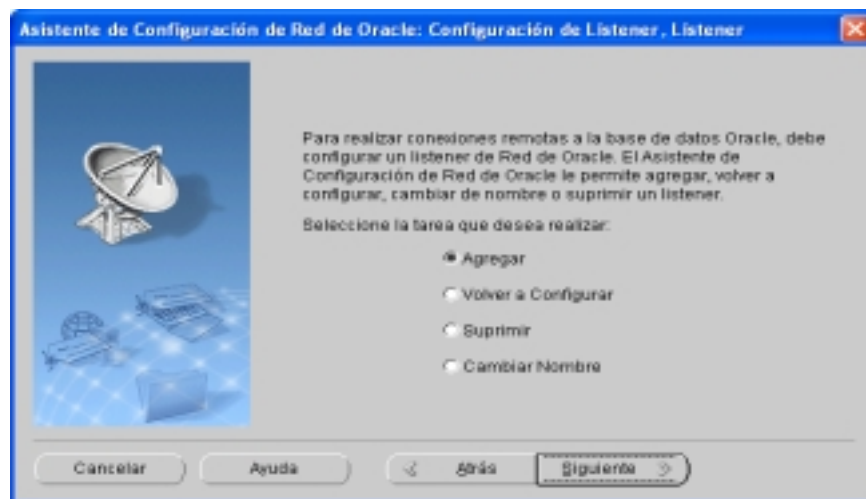 Asistente de Configuración de Red de Oracle: Configuración de Listener, Listener
Para realizar conexiones remotas a la base de datos Oracle, debe
configurar un listener de Red de Oracle. El Asistente de
Configuración de Red de Oracle le permite agregar, volver a
configurar, cambiar de nombre o suprimir un listener.
Seleccione la tarea que desea realizar:
Agregar
Volver a Configurar
Suprimir
Cambiar Nombre
Cancelar
Ayuda
Atrás
Siguiente